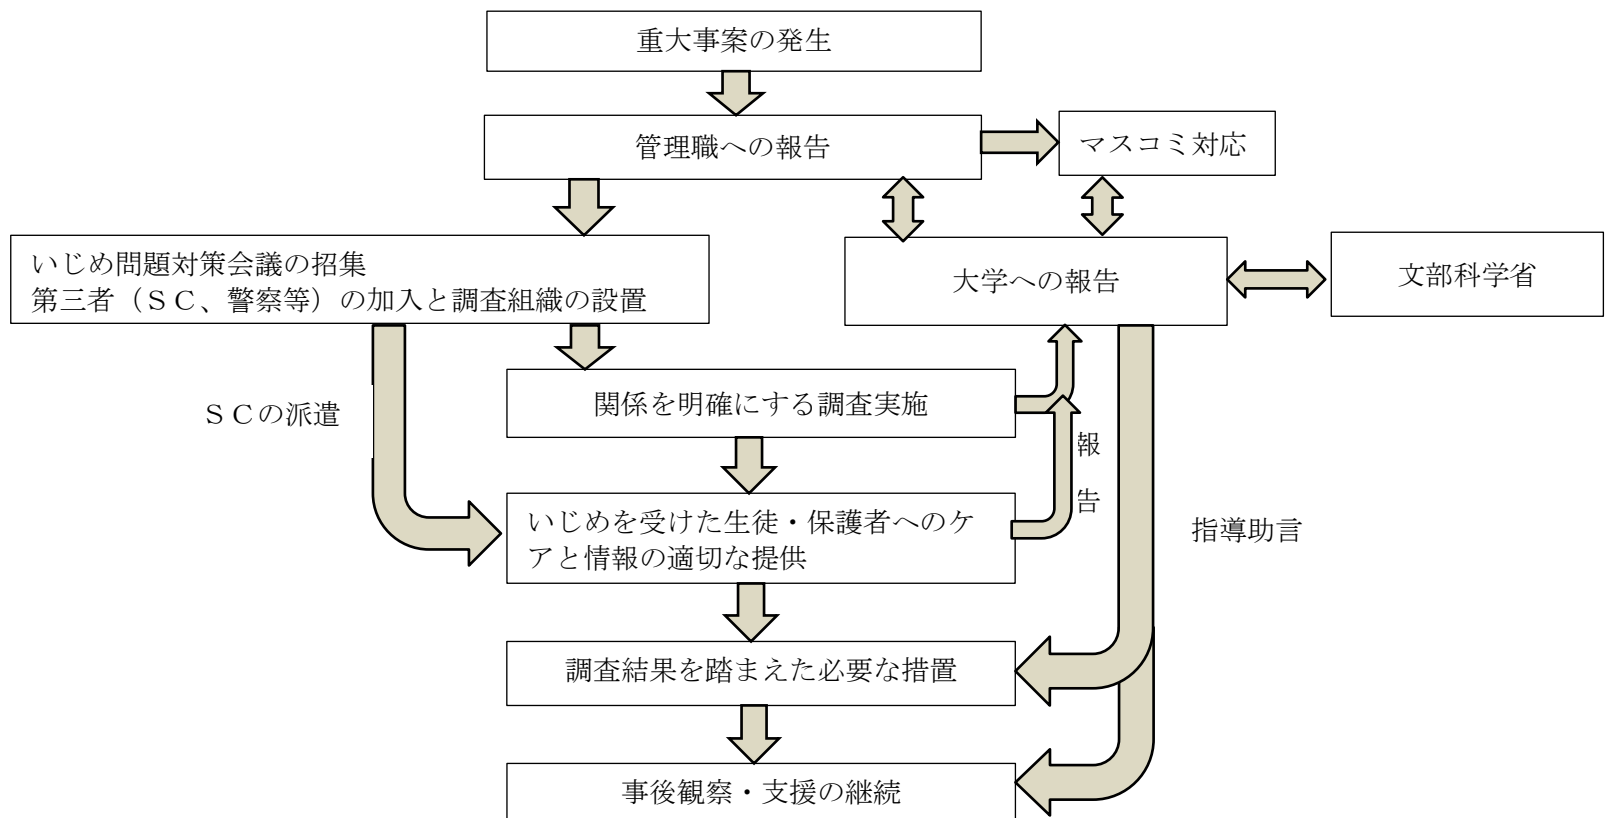 重大事案の発生
管理職への報告
マスコミ対応
いじめ問題対策会議の招集
第三者（ＳＣ、警察等）の加入と調査組織の設置
大学への報告
文部科学省
関係を明確にする調査実施
ＳＣの派遣
報
告
いじめを受けた生徒・保護者へのケ
アと情報の適切な提供
指導助言
調査結果を踏まえた必要な措置
事後観察・支援の継続